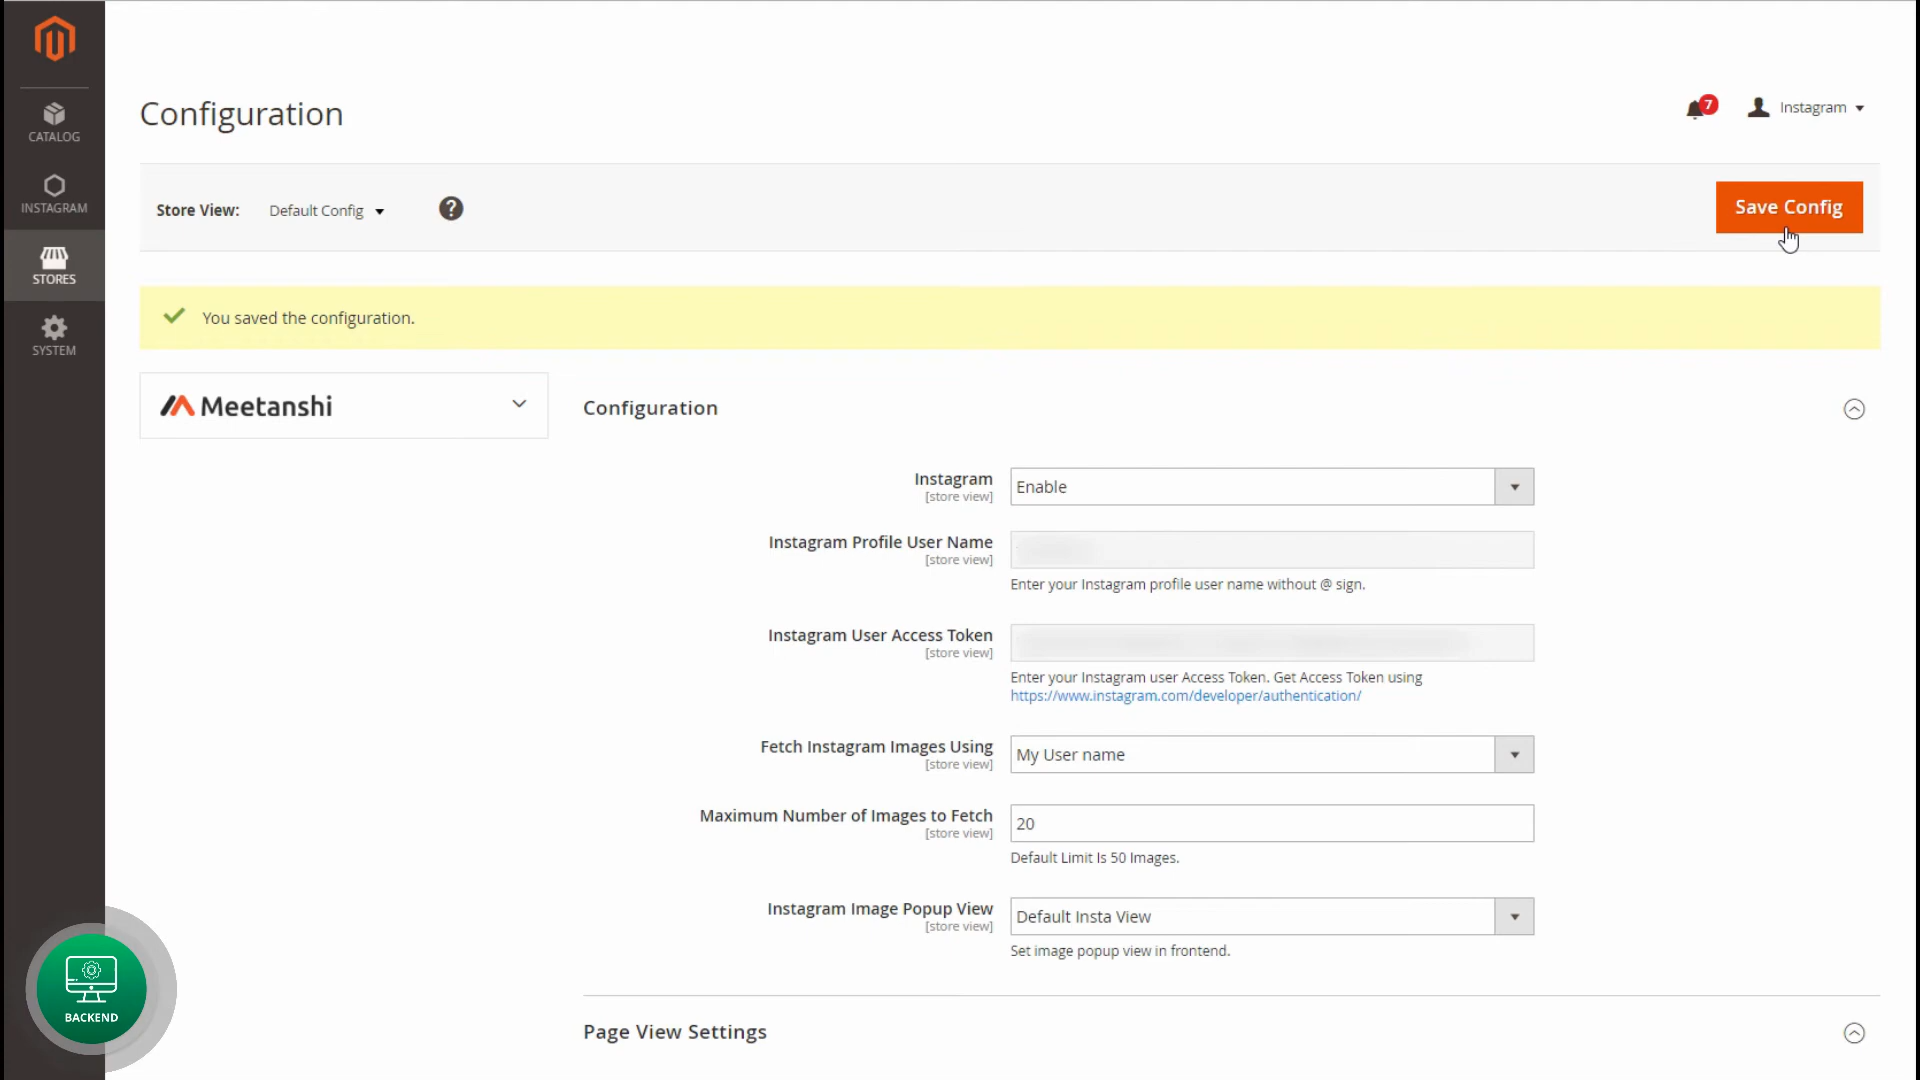 Configuration
7
Instagram
CATALOG
INSTAGRAM
STORES
SYSTEM
Store View: Default Config ?
Save Config
You saved the configuration.
Meetanshi
Configuration
Instagram
[store view]
Enable
Instagram Profile User Name
[store view]
Enter your Instagram profile user name without @ sign.
Instagram User Access Token
[store view]
Enter your Instagram user Access Token. Get Access Token using
https://www.instagram.com/developer/authentication/
Fetch Instagram Images Using
[store view]
My User name
Maximum Number of Images to Fetch
[store view]
20
Default Limit Is 50 Images.
Instagram Image Popup View
[store view]
Default Insta View
Set image popup view in frontend.
BACKEND
Page View Settings